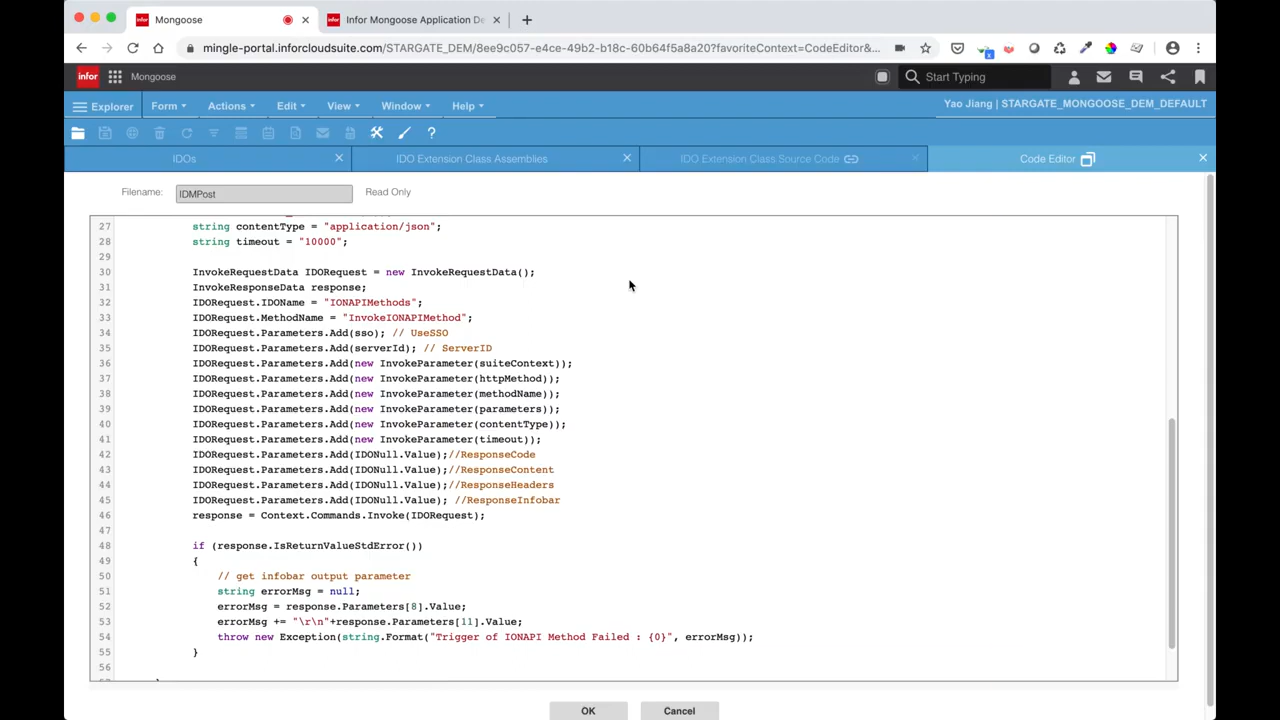 Mongoose
Infor Mongoose Application De
mingle-portal.inforcloudsuite.com/STARGATE_DEM/8ee9c057-e4ce-49b2-b18c-60b64f5a8a20?favoriteContext=CodeEditor&...
infor Mongoose Start Typing
Explorer Form Actions Edit View Window Help Yao Jiang | STARGATE_MONGOOSE_DEM_DEFAULT
IDOs IDO Extension Class Assemblies IDO Extension Class Source Code Code Editor
Filename: IDMPost Read Only
27 string contentType = "application/json";
28 string timeout = "10000";
29
30 InvokeRequestData IDORequest = new InvokeRequestData();
31 InvokeResponseData response;
32 IDORequest.IDOName = "IONAPIMethods";
33 IDORequest.MethodName = "InvokeIONAPIMethod";
34 IDORequest.Parameters.Add(sso); // UseSSO
35 IDORequest.Parameters.Add(serverId); // ServerID
36 IDORequest.Parameters.Add(new InvokeParameter(suiteContext));
37 IDORequest.Parameters.Add(new InvokeParameter(httpMethod));
38 IDORequest.Parameters.Add(new InvokeParameter(methodName));
39 IDORequest.Parameters.Add(new InvokeParameter(parameters));
40 IDORequest.Parameters.Add(new InvokeParameter(contentType));
41 IDORequest.Parameters.Add(new InvokeParameter(timeout));
42 IDORequest.Parameters.Add(IDONull.Value);//ResponseCode
43 IDORequest.Parameters.Add(IDONull.Value);//ResponseContent
44 IDORequest.Parameters.Add(IDONull.Value);//ResponseHeaders
45 IDORequest.Parameters.Add(IDONull.Value); //ResponseInfobar
46 response = Context.Commands.Invoke(IDORequest);
47
48 if (response.IsReturnValueStdError())
49 {
50 // get infobar output parameter
51 string errorMsg = null;
52 errorMsg = response.Parameters[8].Value;
53 errorMsg += "\r\n"+response.Parameters[11].Value;
54 throw new Exception(string.Format("Trigger of IONAPI Method Failed : {0}", errorMsg));
55 }
56
OK Cancel